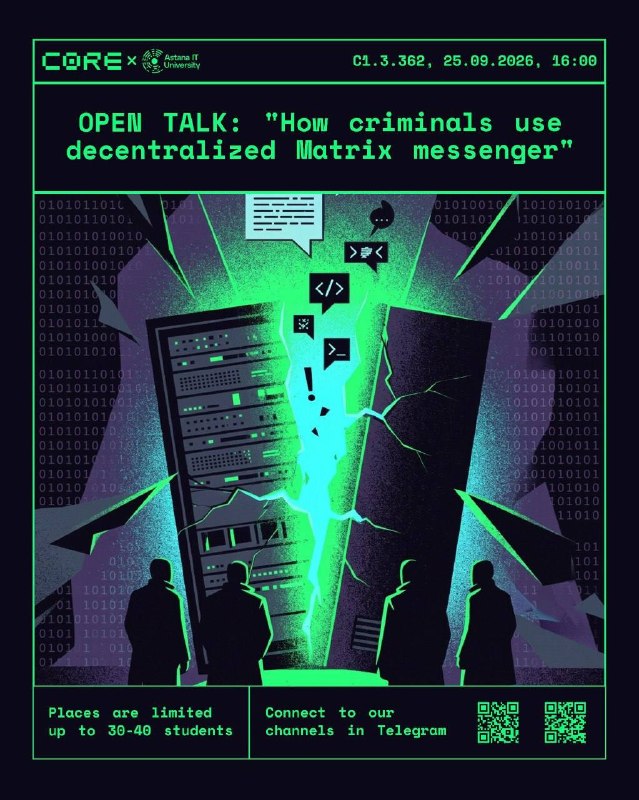 CORE × Astana IT University
C1.3.362, 25.09.2026, 16:00
OPEN TALK: "How criminals use
decentralized Matrix messenger"
</>
>_
!
Places are limited
up to 30-40 students
Connect to our
channels in Telegram